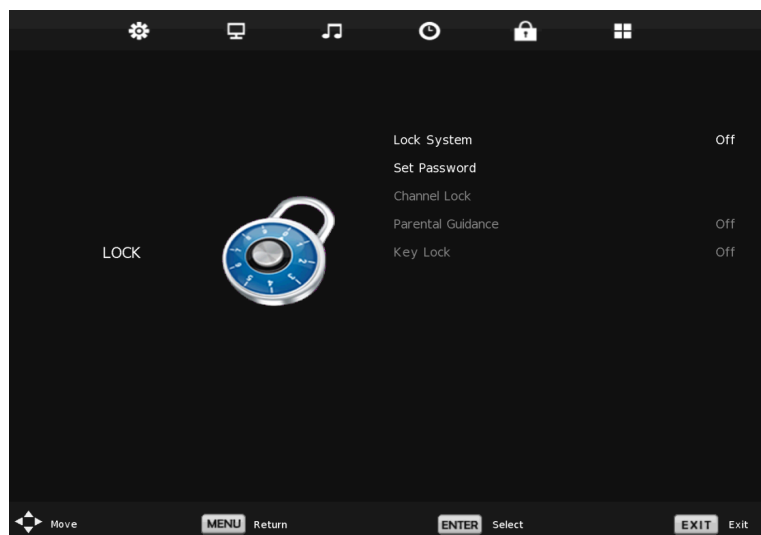 Lock System Off
Set Password
Channel Lock
Parental Guidance Off
LOCK
Key Lock Off
Move MENU Return ENTER Select EXIT Exit